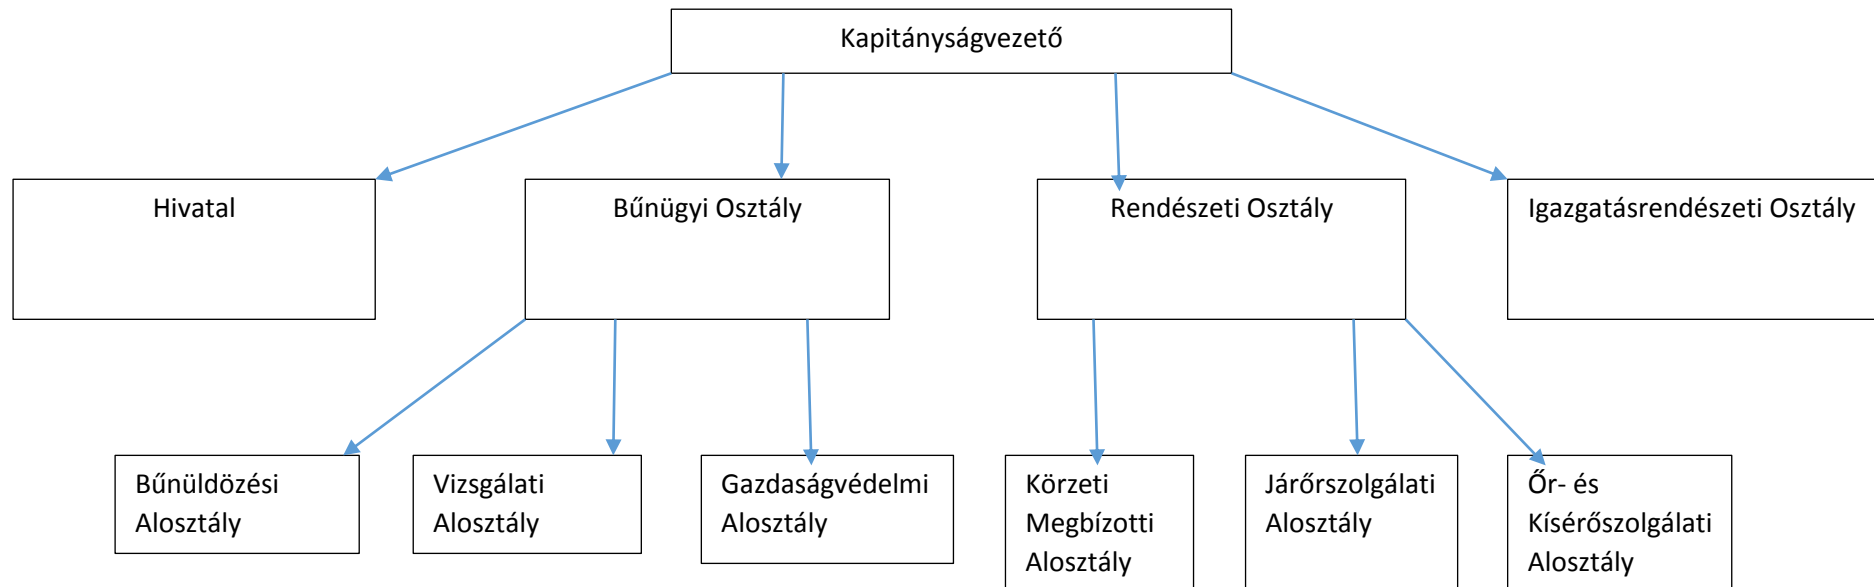 Kapitányságvezető
Hivatal
Bűnügyi Osztály
Rendészeti Osztály
Igazgatásrendészeti Osztály
Bűnüldözési
Alosztály
Vizsgálati
Alosztály
Gazdaságvédelmi
Alosztály
Körzeti
Megbízotti
Alosztály
Járőrszolgálati
Alosztály
Őr- és
Kísérőszolgálati
Alosztály